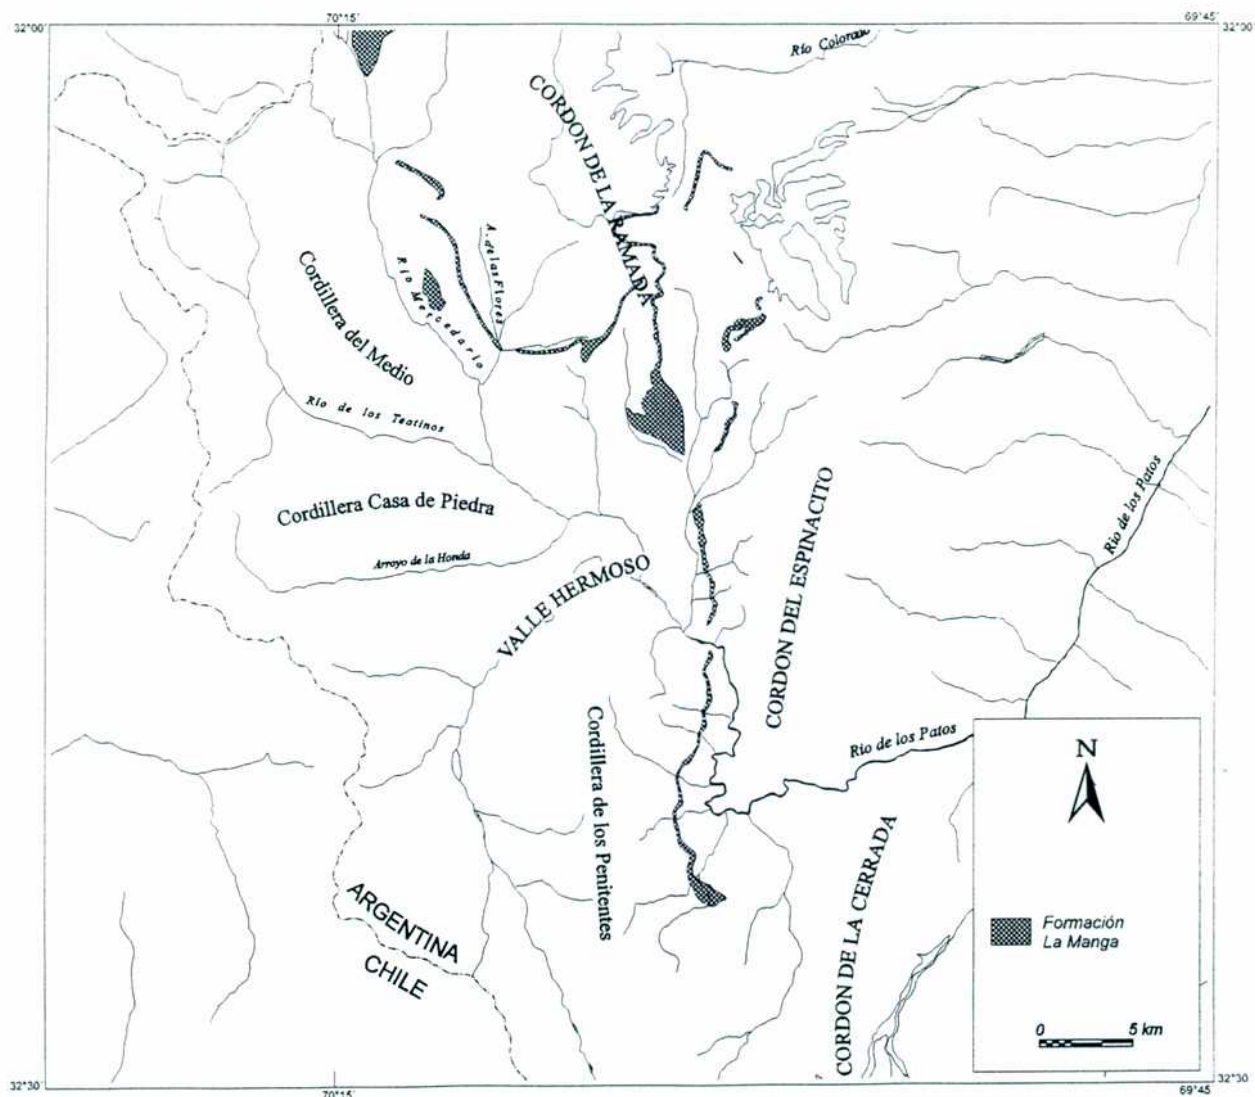 70°15´
69°45´
32°00´
32°00´
Río Colorado
CORDON DE LA RAMADA
A. de las Flores
Río Mercedario
Cordillera del Medio
Río de los Teatinos
Río de los Patos
Cordillera Casa de Piedra
Arroyo de la Honda
VALLE HERMOSO
CORDON DEL ESPINACITO
Cordillera de los Penitentes
Río de los Patos
N
CORDON DE LA CERRADA
ARGENTINA
CHILE
Formación
La Manga
0 5 km
32°30´
32°30
70°15´
69°45